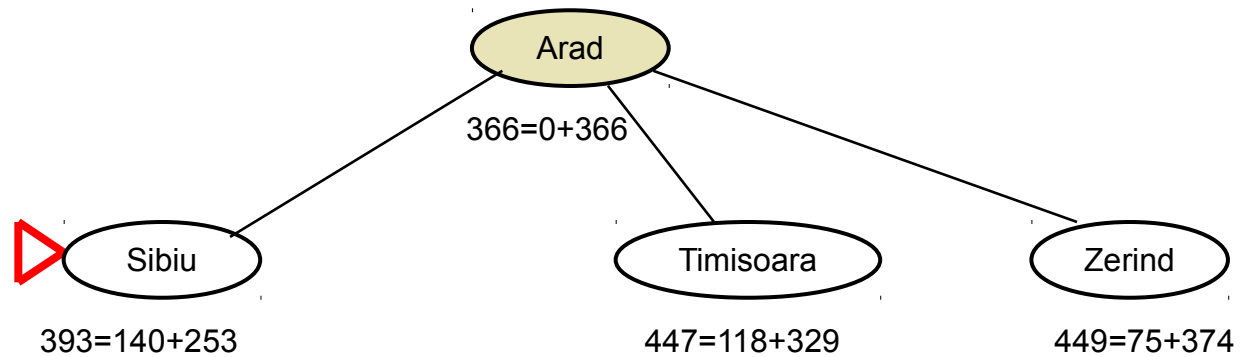 Arad
366=0+366
Sibiu
Timisoara
Zerind
393=140+253
447=118+329
449=75+374